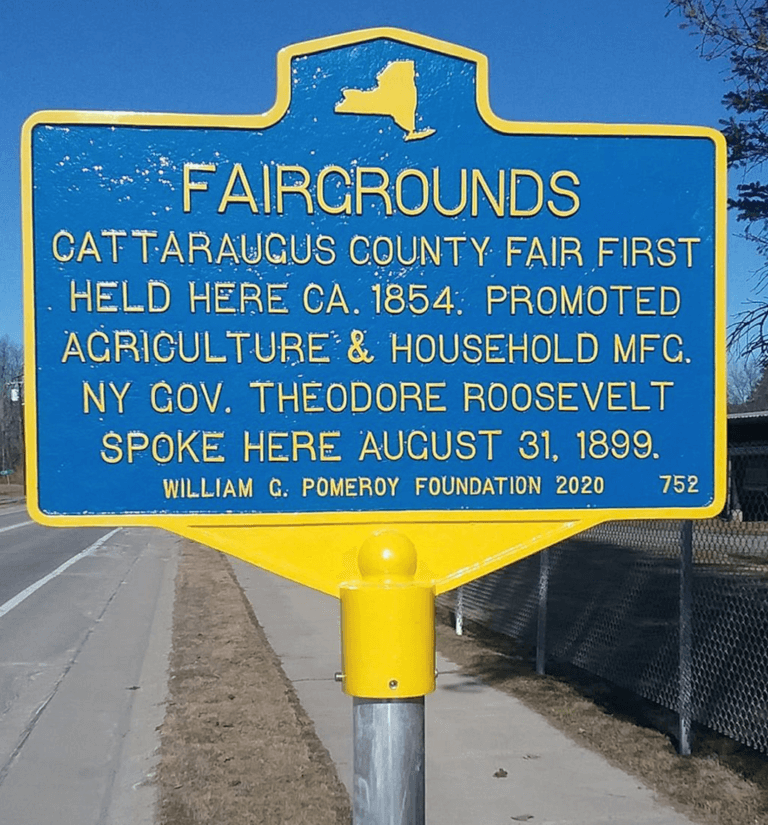 FAIRGROUNDS
CATTARAUGUS COUNTY FAIR FIRST
HELD HERE CA. 1854. PROMOTED
AGRICULTURE & HOUSEHOLD MFG.
NY GOV. THEODORE ROOSEVELT
SPOKE HERE AUGUST 31, 1899.
WILLIAM G. POMEROY FOUNDATION 2020 752